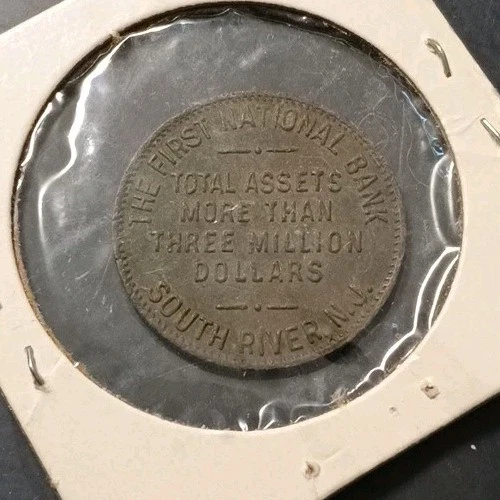 THE FIRST NATIONAL BANK
TOTAL ASSETS
MORE THAN
THREE MILLION
DOLLARS
SOUTH RIVER, N.J.